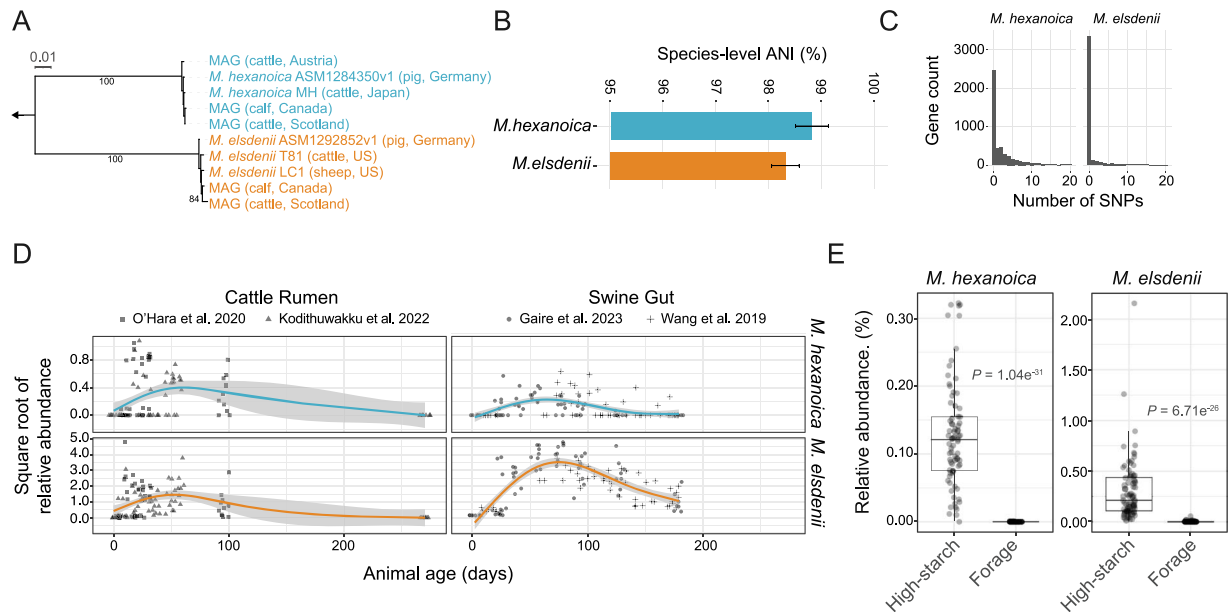 A
0.01
100
100
84
MAG (cattle, Austria)
M. hexanoica ASM1284350v1 (pig, Germany)
M. hexanoica MH (cattle, Japan)
MAG (calf, Canada)
MAG (cattle, Scotland)
M. elsdenii ASM1292852v1 (pig, Germany)
M. elsdenii T81 (cattle, US)
M. elsdenii LC1 (sheep, US)
MAG (calf, Canada)
MAG (cattle, Scotland)
B
Species-level ANI (%)
95 96 97 98 99 100
M.hexanoica
M.elsdenii
C
M. hexanoica M. elsdenii
Gene count
3000
2000
1000
0
0 10 20 0 10 20
Number of SNPs
D
Cattle Rumen Swine Gut
O'Hara et al. 2020 Kodithuwakku et al. 2022 Gaire et al. 2023 Wang et al. 2019
Square root of
relative abundance
0.8
0.4
0.0
M. hexanoica
5.0
4.0
3.0
2.0
1.0
0.0
M. elsdenii
0 100 200 0 100 200
Animal age (days)
E
M. hexanoica M. elsdenii
Relative abundance. (%)
0.30
0.20
0.10
0.00
P = 1.04e-31
High-starch Forage
2.00
1.50
1.00
0.50
0.00
P = 6.71e-26
High-starch Forage